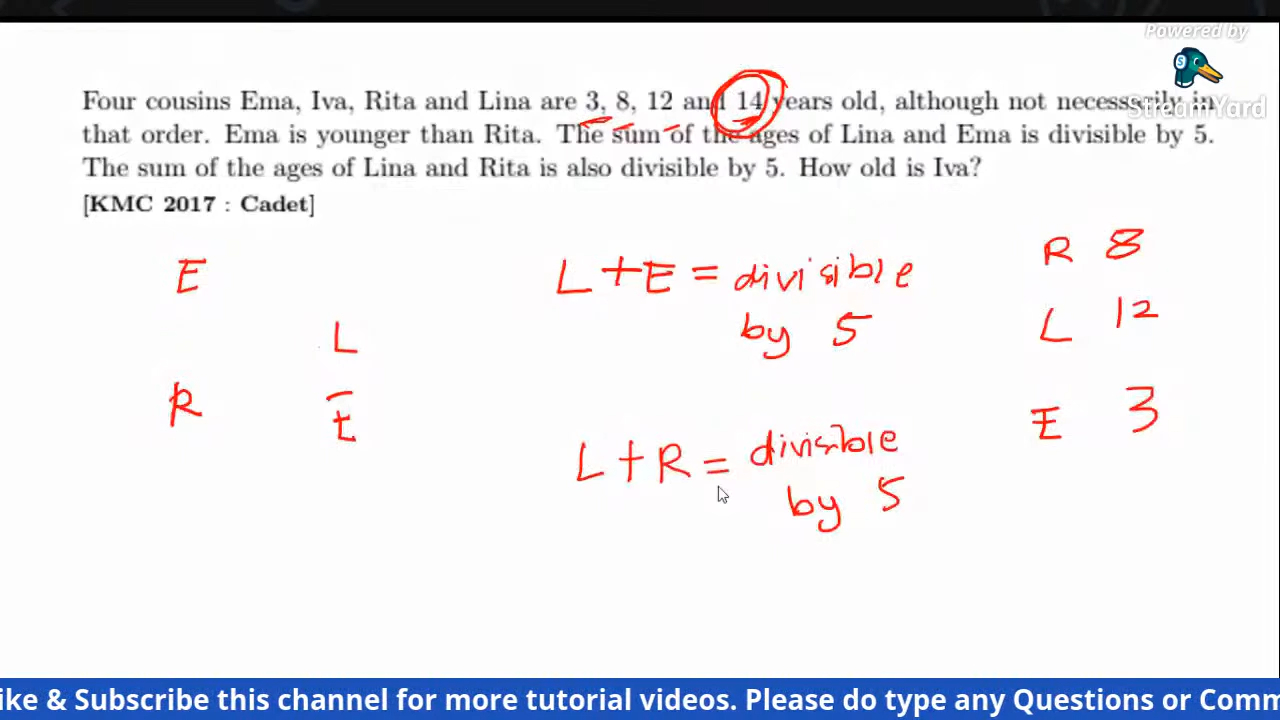 Powered by
StreamYard
Four cousins Ema, Iva, Rita and Lina are 3, 8, 12 and 14 years old, although not necessarily in
that order. Ema is younger than Rita. The sum of the ages of Lina and Ema is divisible by 5.
The sum of the ages of Lina and Rita is also divisible by 5. How old is Iva?
[KMC 2017 : Cadet]
E
R
L
E
L + E = divisible
by 5
L + R = divisible
by 5
R 8
L 12
E 3
ike & Subscribe this channel for more tutorial videos. Please do type any Questions or Comm